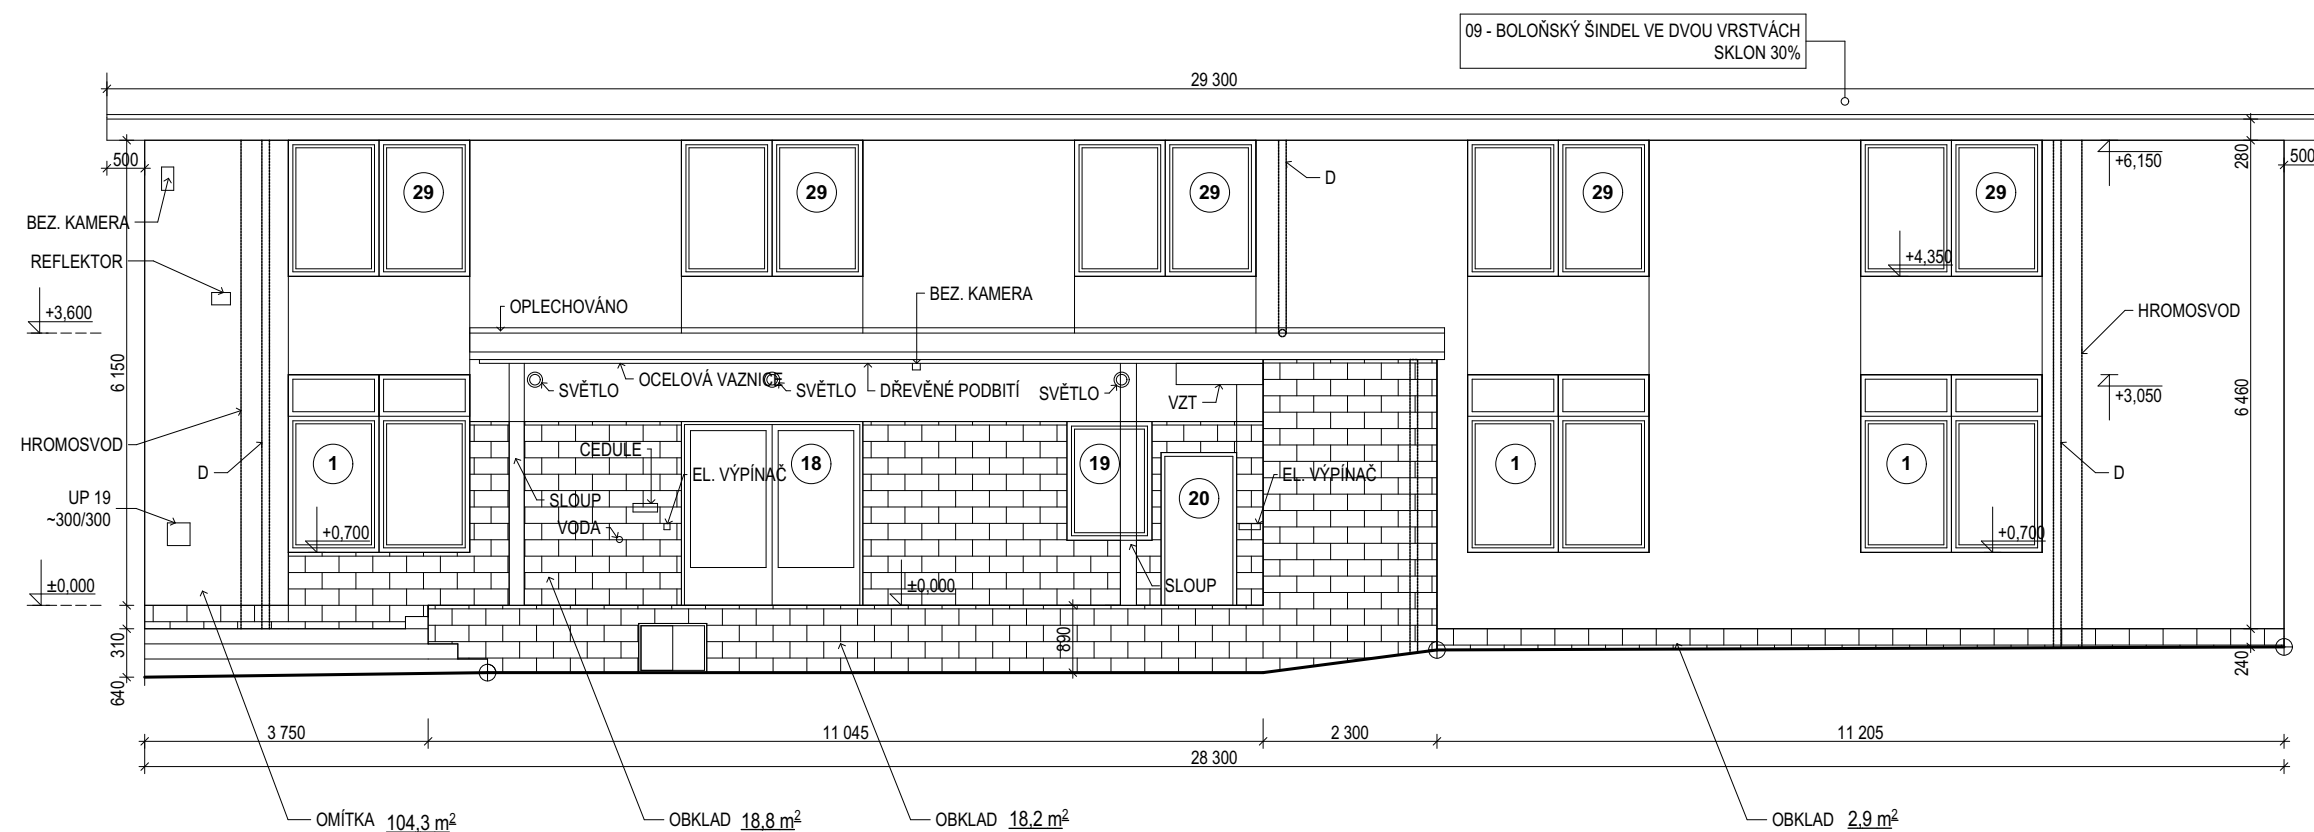 09 - BOLOŇSKÝ ŠINDEL VE DVOU VRSTVÁCH
SKLON 30%
29 300
500
280
500
+6,150
29
29
29
29
29
D
BEZ. KAMERA
REFLEKTOR
+4,350
BEZ. KAMERA
OPLECHOVÁNO
+3,600
HROMOSVOD
6 150
OCELOVÁ VAZNICE
SVĚTLO
SVĚTLO
DŘEVĚNÉ PODBITÍ
SVĚTLO
VZT
+3,050
6 460
HROMOSVOD
D
1
CEDULE
EL. VÝPÍNAČ
18
19
20
EL. VÝPÍNAČ
1
1
D
UP 19
~300/300
SLOUP
VODA
+0,700
+0,700
±0,000
±0,000
SLOUP
310
640
890
240
3 750
11 045
2 300
11 205
28 300
OMÍTKA 104,3 m²
OBKLAD 18,8 m²
OBKLAD 18,2 m²
OBKLAD 2,9 m²